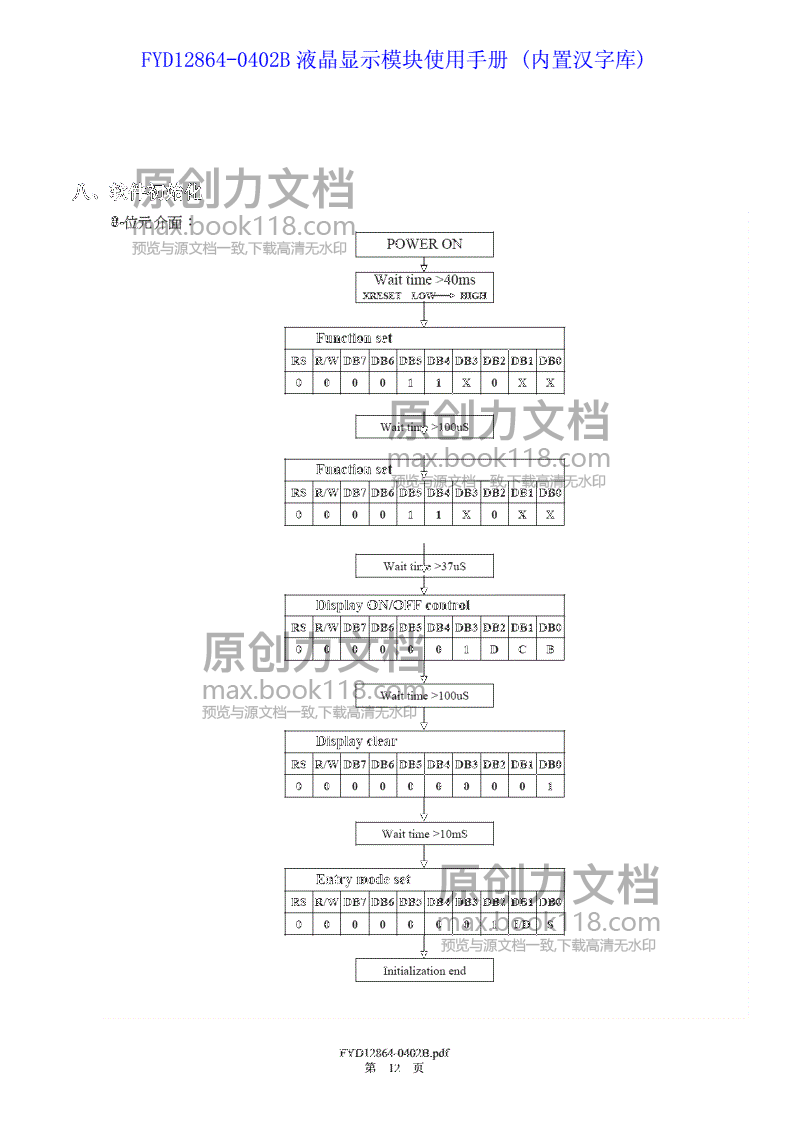 FYD12864-0402B 液晶显示模块使用手册 (内置汉字库)
原创力文档
八、软件初始化
max.book118.com
8-位元介面：
预览与源文档一致,下载高清无水印
POWER ON
Wait time >40ms
XRESET LOW→HIGH
Function set
RS R/W DB7 DB6 DB5 DB4 DB3 DB2 DB1 DB0
0 0 0 0 1 1 X 0 X X
原创力文档
Wait time >100uS
max.book118.com
Function set
预览与源文档一致,下载高清无水印
RS R/W DB7 DB6 DB5 DB4 DB3 DB2 DB1 DB0
0 0 0 0 1 1 X 0 X X
Wait time >37uS
Display ON/OFF control
RS R/W DB7 DB6 DB5 DB4 DB3 DB2 DB1 DB0
0 0 0 0 0 0 1 D C B
原创力文档
max.book118.com
Wait time >100uS
预览与源文档一致,下载高清无水印
Display clear
RS R/W DB7 DB6 DB5 DB4 DB3 DB2 DB1 DB0
0 0 0 0 0 0 0 0 0 1
Wait time >10mS
Entry mode set
原创力文档
RS R/W DB7 DB6 DB5 DB4 DB3 DB2 DB1 DB0
0 0 0 0 0 0 0 1 I/D S
max.book118.com
预览与源文档一致,下载高清无水印
Initialization end
FYD12864-0402B.pdf
第 12 页